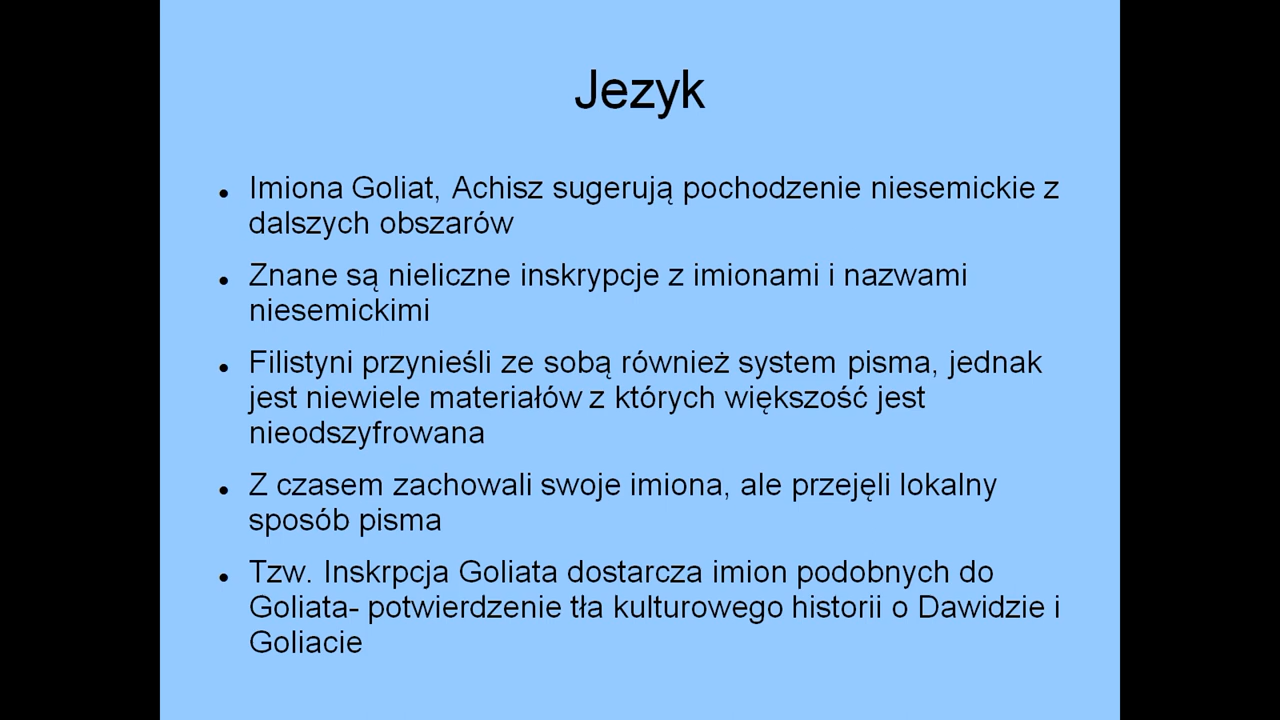 Jezyk
• Imiona Goliat, Achisz sugerują pochodzenie niesemickie z
dalszych obszarów
• Znane są nieliczne inskrypcje z imionami i nazwami
niesemickimi
• Filistyni przynieśli ze sobą również system pisma, jednak
jest niewiele materiałów z których większość jest
nieodszyfrowana
• Z czasem zachowali swoje imiona, ale przejęli lokalny
sposób pisma
• Tzw. Inskrpcja Goliata dostarcza imion podobnych do
Goliata- potwierdzenie tła kulturowego historii o Dawidzie i
Goliacie